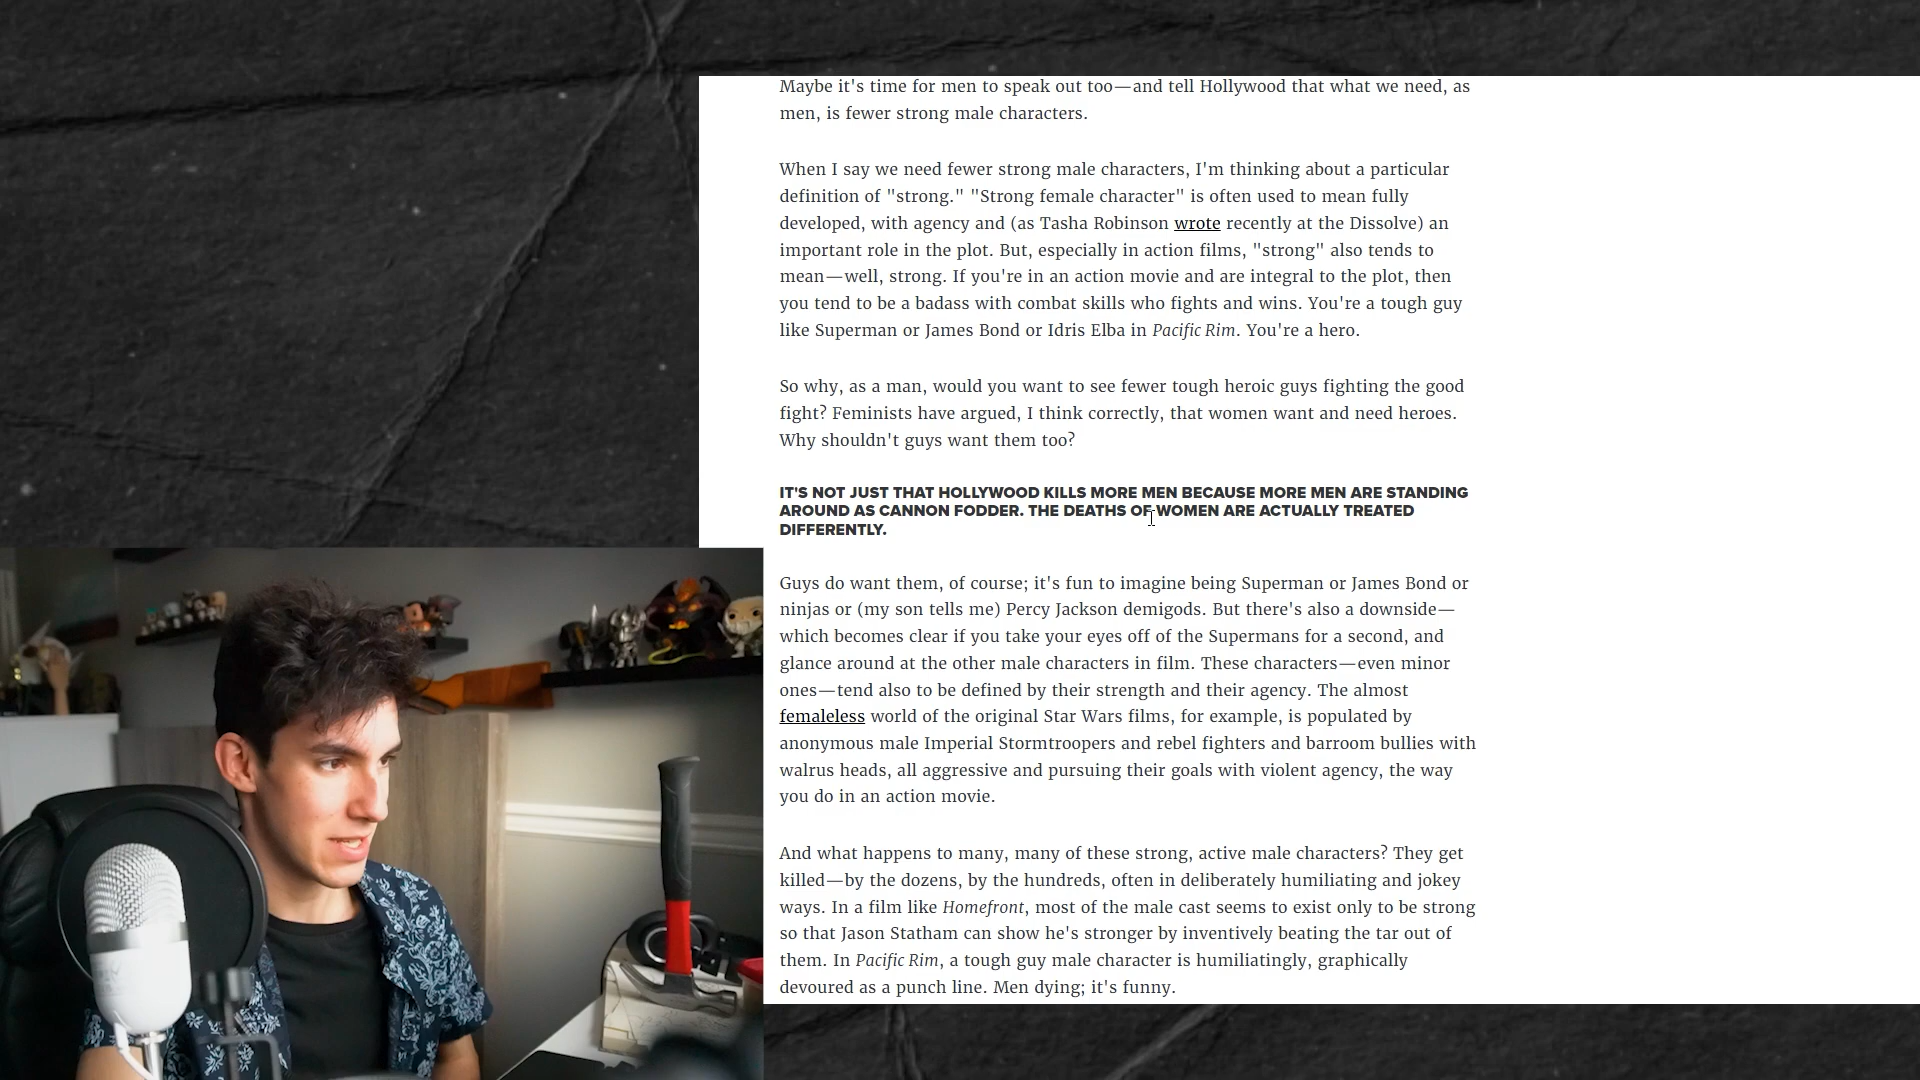 Maybe it's time for men to speak out too—and tell Hollywood that what we need, as
men, is fewer strong male characters.
When I say we need fewer strong male characters, I'm thinking about a particular
definition of "strong." "Strong female character" is often used to mean fully
developed, with agency and (as Tasha Robinson wrote recently at the Dissolve) an
important role in the plot. But, especially in action films, "strong" also tends to
mean—well, strong. If you're in an action movie and are integral to the plot, then
you tend to be a badass with combat skills who fights and wins. You're a tough guy
like Superman or James Bond or Idris Elba in Pacific Rim. You're a hero.
So why, as a man, would you want to see fewer tough heroic guys fighting the good
fight? Feminists have argued, I think correctly, that women want and need heroes.
Why shouldn't guys want them too?
IT'S NOT JUST THAT HOLLYWOOD KILLS MORE MEN BECAUSE MORE MEN ARE STANDING
AROUND AS CANNON FODDER. THE DEATHS OF WOMEN ARE ACTUALLY TREATED
DIFFERENTLY.
Guys do want them, of course; it's fun to imagine being Superman or James Bond or
ninjas or (my son tells me) Percy Jackson demigods. But there's also a downside—
which becomes clear if you take your eyes off of the Supermans for a second, and
glance around at the other male characters in film. These characters—even minor
ones—tend also to be defined by their strength and their agency. The almost
femaleless world of the original Star Wars films, for example, is populated by
anonymous male Imperial Stormtroopers and rebel fighters and barroom bullies with
walrus heads, all aggressive and pursuing their goals with violent agency, the way
you do in an action movie.
And what happens to many, many of these strong, active male characters? They get
killed—by the dozens, by the hundreds, often in deliberately humiliating and jokey
ways. In a film like Homefront, most of the male cast seems to exist only to be strong
so that Jason Statham can show he's stronger by inventively beating the tar out of
them. In Pacific Rim, a tough guy male character is humiliatingly, graphically
devoured as a punch line. Men dying; it's funny.